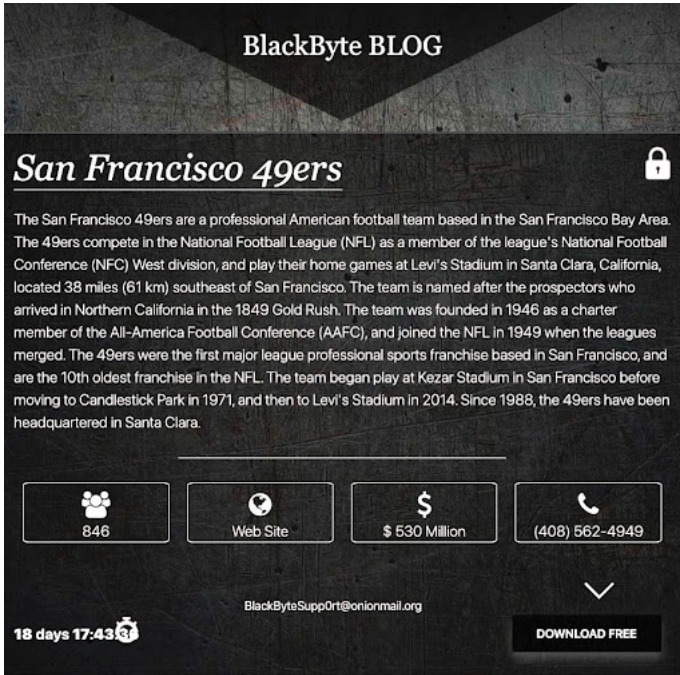 BlackByte BLOG
San Francisco 49ers
The San Francisco 49ers are a professional American football team based in the San Francisco Bay Area.
The 49ers compete in the National Football League (NFL) as a member of the league's National Football
Conference (NFC) West division, and play their home games at Levi's Stadium in Santa Clara, California,
located 38 miles (61 km) southeast of San Francisco. The team is named after the prospectors who
arrived in Northern California in the 1849 Gold Rush. The team was founded in 1946 as a charter
member of the All-America Football Conference (AAFC), and joined the NFL in 1949 when the leagues
merged. The 49ers were the first major league professional sports franchise based in San Francisco, and
are the 10th oldest franchise in the NFL. The team began play at Kezar Stadium in San Francisco before
moving to Candlestick Park in 1971, and then to Levi's Stadium in 2014. Since 1988, the 49ers have been
headquartered in Santa Clara.
846
Web Site
$ 530 Million
(408) 562-4949
BlackByteSupp0rt@onionmail.org
18 days
DOWNLOAD FREE